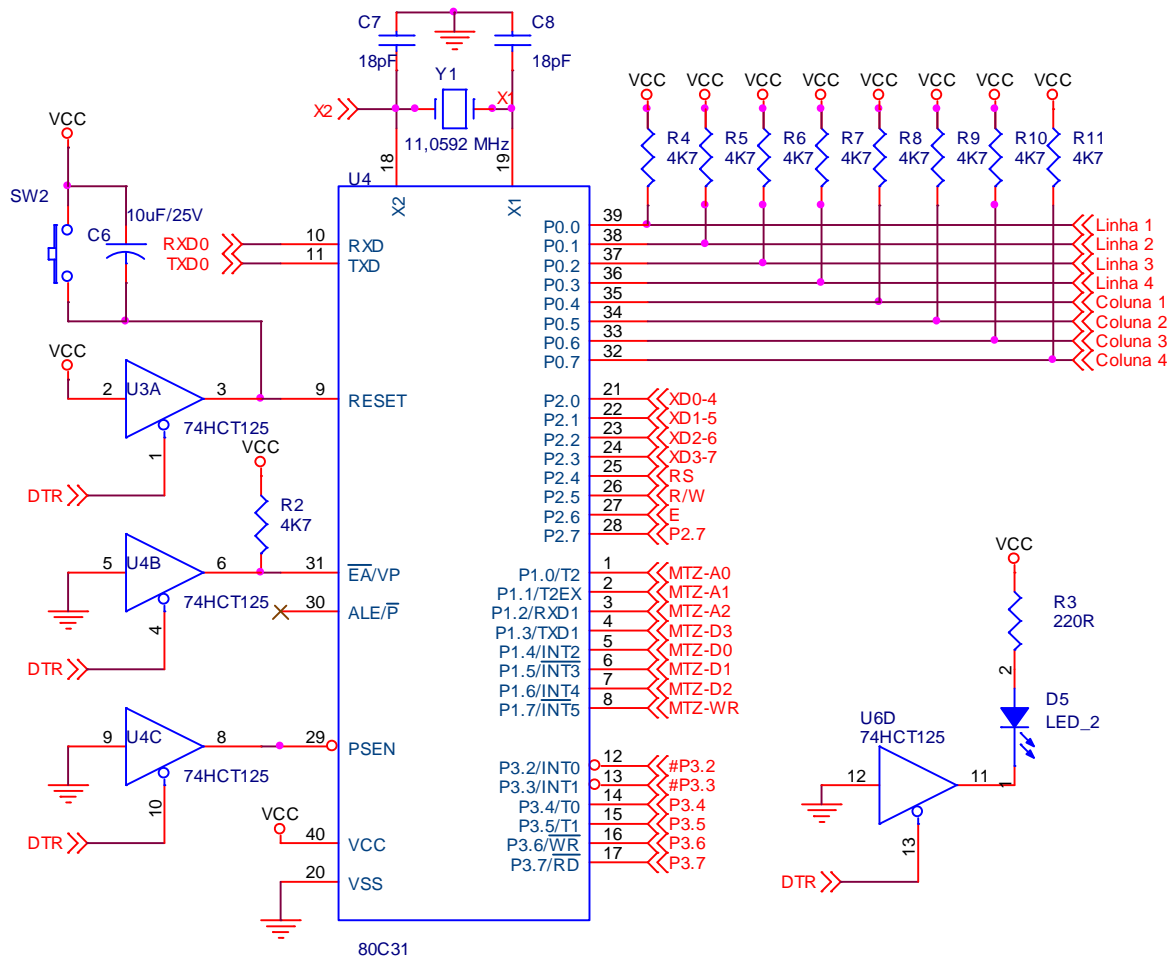 C7
C8
18pF
18pF
Y1
X2
X1
11,0592 MHz
18
19
VCC
VCC
VCC
VCC
VCC
VCC
VCC
VCC
R4
4K7
R5
4K7
R6
4K7
R7
4K7
R8
4K7
R9
4K7
R10
4K7
R11
4K7
VCC
SW2
10uF/25V
C6
RXD0
TXD0
VCC
2
U3A
3
74HCT125
1
DTR
VCC
R2
4K7
5
U4B
6
74HCT125
4
DTR
9
U4C
8
74HCT125
10
DTR
VCC
U4
X2
X1
10 RXD
11 TXD
9 RESET
31 EA/VP
30 ALE/P
29 PSEN
40 VCC
20 VSS
80C31
P0.0 39 Linha 1
P0.1 38 Linha 2
P0.2 37 Linha 3
P0.3 36 Linha 4
P0.4 35 Coluna 1
P0.5 34 Coluna 2
P0.6 33 Coluna 3
P0.7 32 Coluna 4
P2.0 21 XD0-4
P2.1 22 XD1-5
P2.2 23 XD2-6
P2.3 24 XD3-7
P2.4 25 RS
P2.5 26 R/W
P2.6 27 E
P2.7 28 P2.7
P1.0/T2 1 MTZ-A0
P1.1/T2EX 2 MTZ-A1
P1.2/RXD1 3 MTZ-A2
P1.3/TXD1 4 MTZ-D3
P1.4/INT2 5 MTZ-D0
P1.5/INT3 6 MTZ-D1
P1.6/INT4 7 MTZ-D2
P1.7/INT5 8 MTZ-WR
P3.2/INT0 12 #P3.2
P3.3/INT1 13 #P3.3
P3.4/T0 14 P3.4
P3.5/T1 15 P3.5
P3.6/WR 16 P3.6
P3.7/RD 17 P3.7
VCC
R3
220R
2
D5
LED_2
1
U6D
74HCT125
12
11
13
DTR